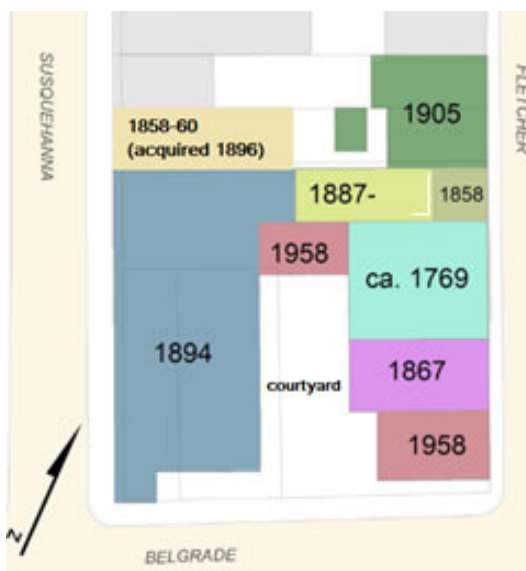 SUSQUEHANNA
FLETCHER
1905
1858-60
(acquired 1896)
1887-
1858
1958
ca. 1769
1894
courtyard
1867
1958
N
BELGRADE